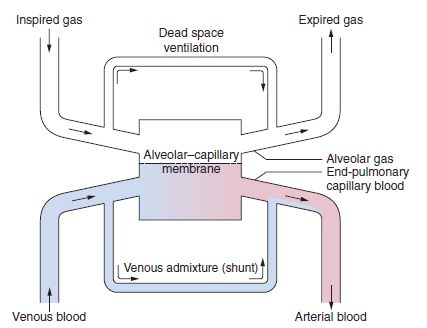 Inspired gas
Expired gas
Dead space
ventilation
Alveolar–capillary
membrane
Alveolar gas
End-pulmonary
capillary blood
Venous admixture (shunt)
Venous blood
Arterial blood